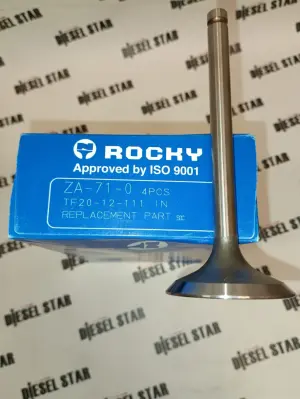 DIESEL STAR
ROCKY
Approved by ISO 9001
ZA-71-0 4PCS
TF20-12-111 IN
REPLACEMENT PART